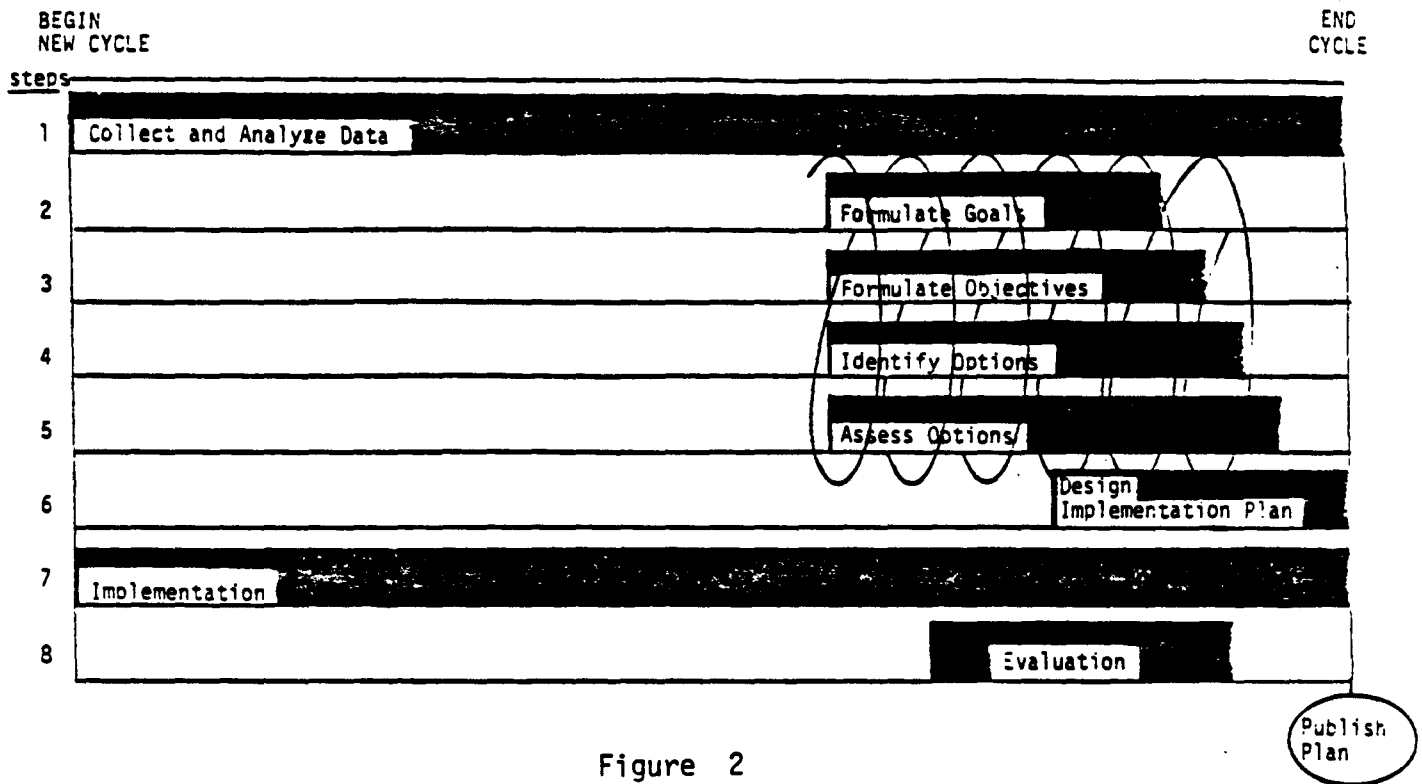 BEGIN
NEW CYCLE
END
CYCLE
steps
1
Collect and Analyze Data
2
Formulate Goals
3
Formulate Objectives
4
Identify Options
5
Assess Options
6
Design
Implementation Plan
7
Implementation
8
Evaluation
Publish
Plan
Figure 2